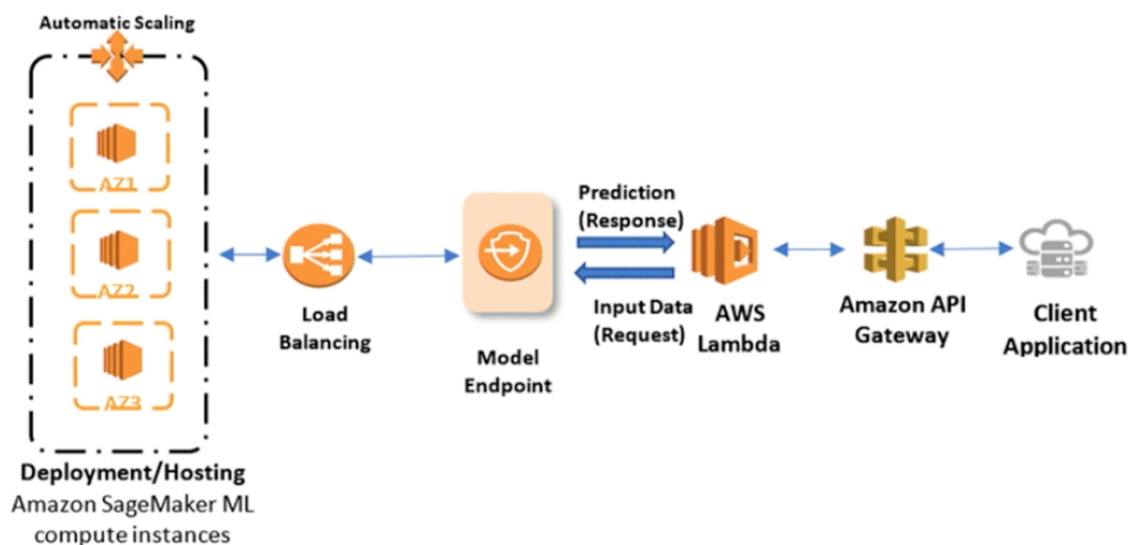 Automatic Scaling
AZ1
AZ2
AZ3
Deployment/Hosting
Amazon SageMaker ML
compute instances
Load
Balancing
Model
Endpoint
Prediction
(Response)
Input Data
(Request)
AWS
Lambda
Amazon API
Gateway
Client
Application